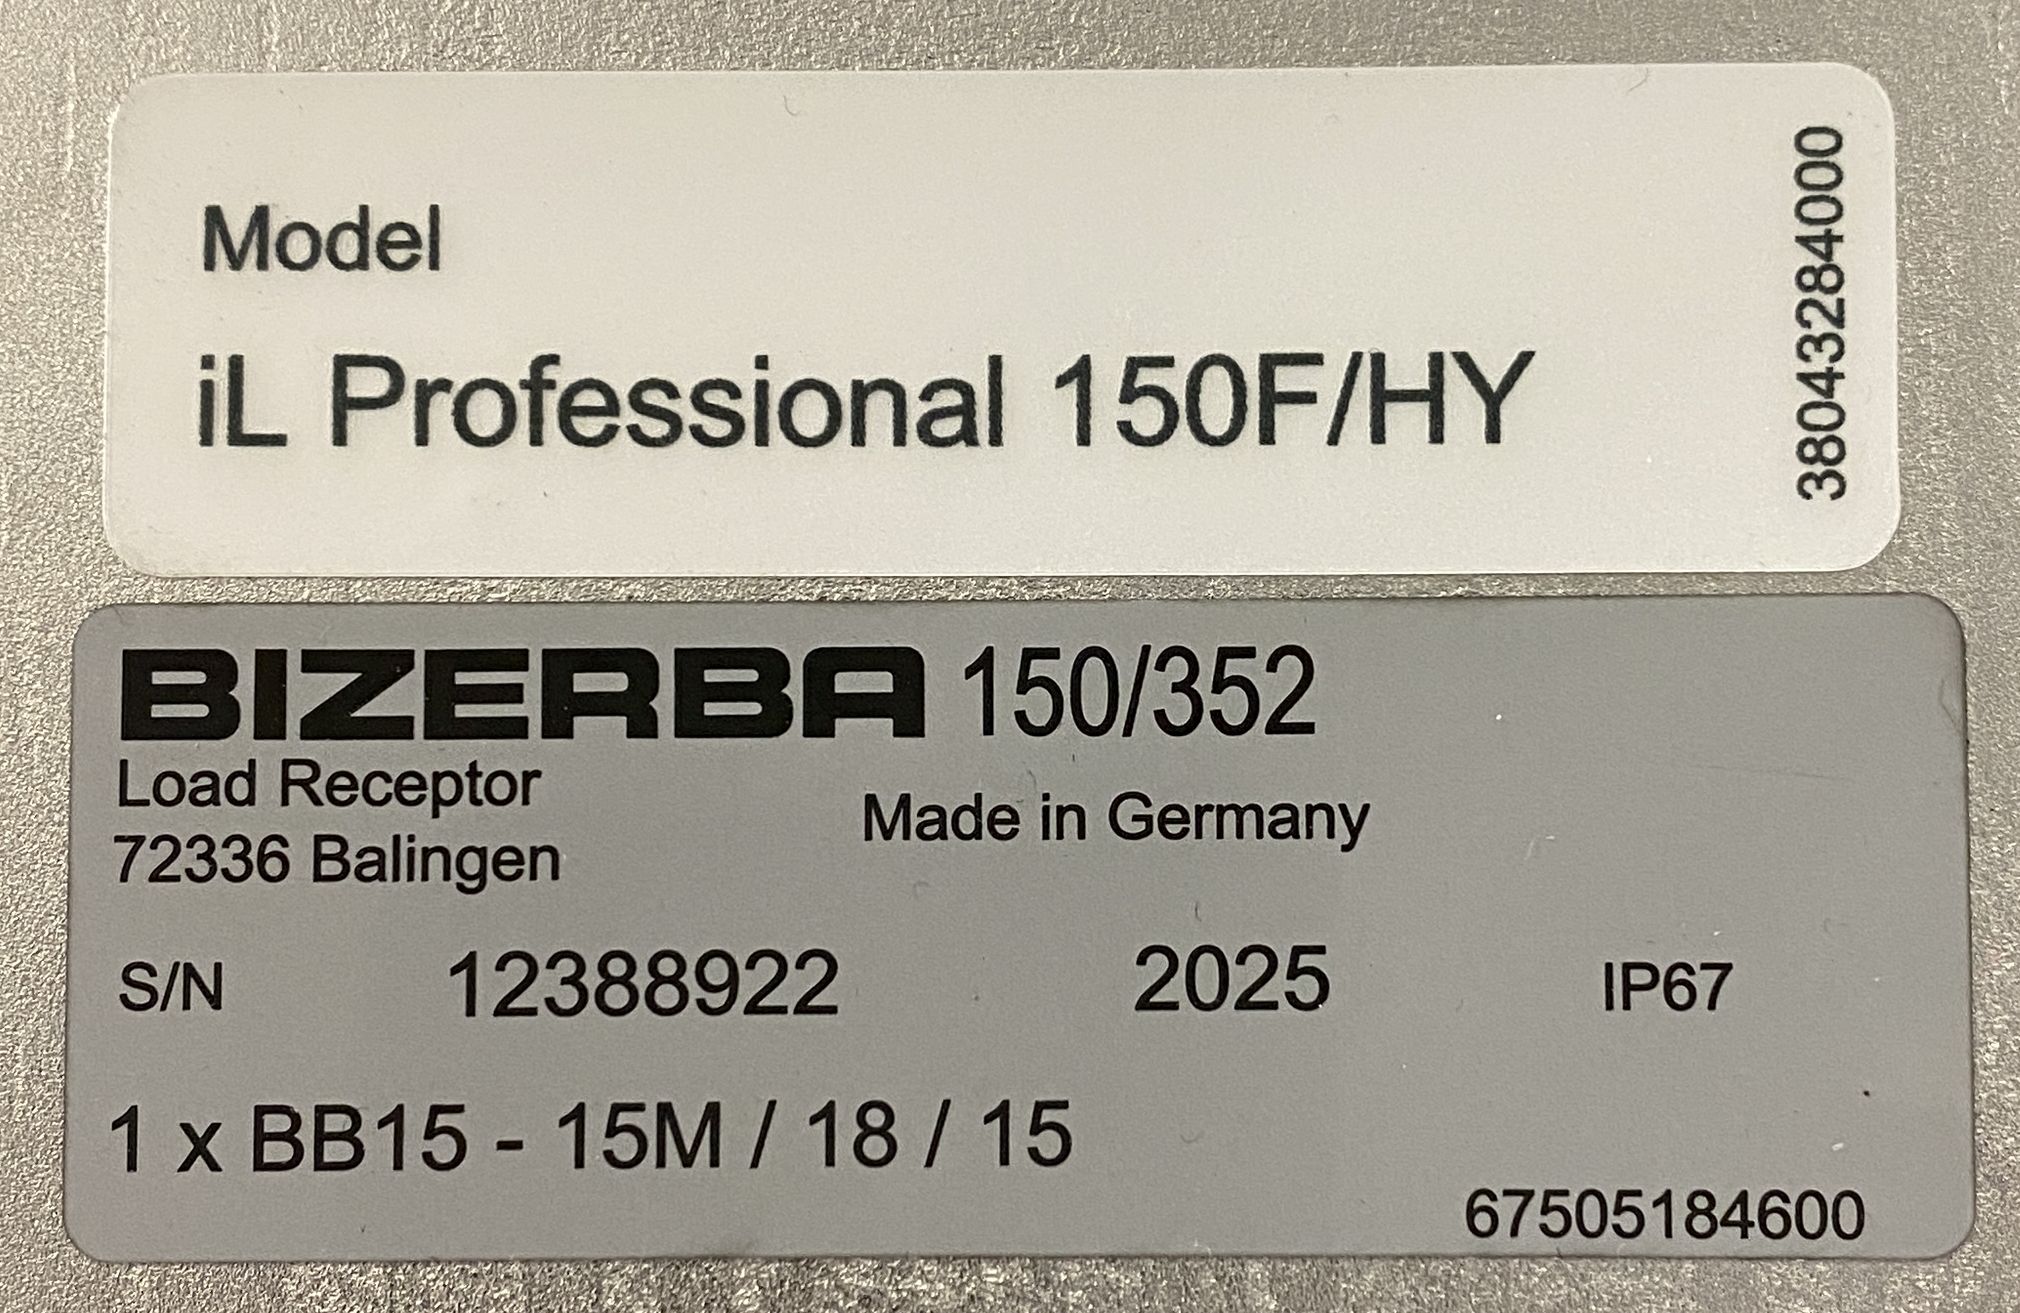 Model
iL Professional 150F/HY
38043284000
BIZERBA 150/352
Load Receptor
Made in Germany
72336 Balingen
S/N 12388922 2025 IP67
1 x BB15 - 15M / 18 / 15
67505184600